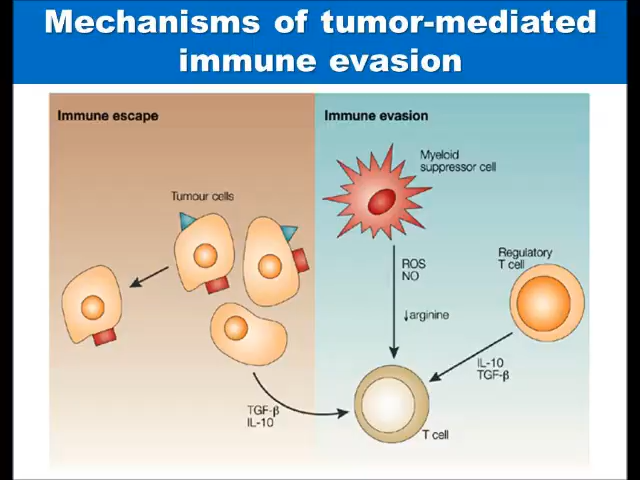 Mechanisms of tumor-mediated
immune evasion
Immune escape
Immune evasion
Myeloid
suppressor cell
Tumour cells
ROS
NO
Regulatory
T cell
↓arginine
IL-10
TGF-β
TGF-β
IL-10
T cell